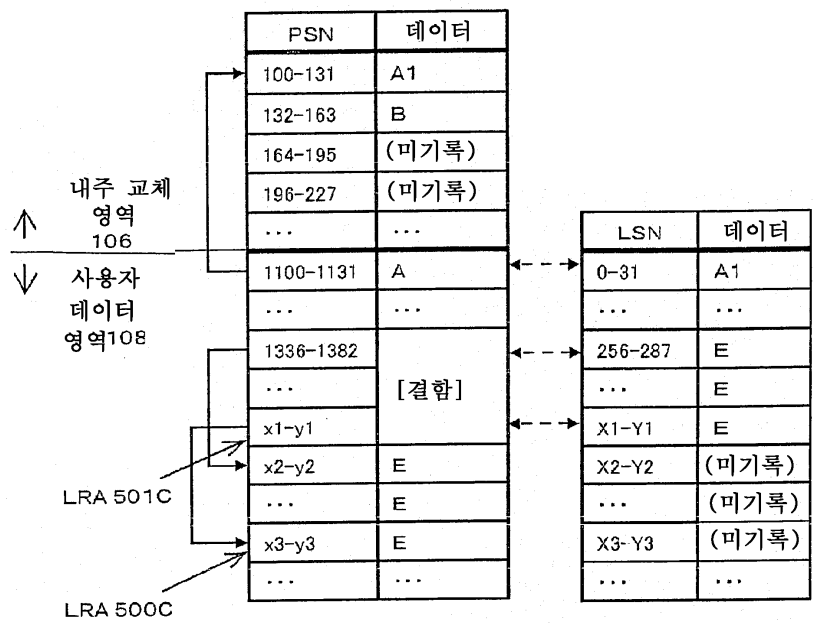 PSN 데이터
100-131 A1
132-163 B
164-195 (미기록)
196-227 (미기록)
... ...
내주 교체
영역
106
사용자
데이터
영역108
1100-1131 A
... ...
1336-1382
[결함]
...
x1-y1
x2-y2 E
... E
x3-y3 E
... ...
LRA 501C
LRA 500C
LSN 데이터
0-31 A1
... ...
256-287 E
... E
X1-Y1 E
X2-Y2 (미기록)
... (미기록)
X3-Y3 (미기록)
... ...